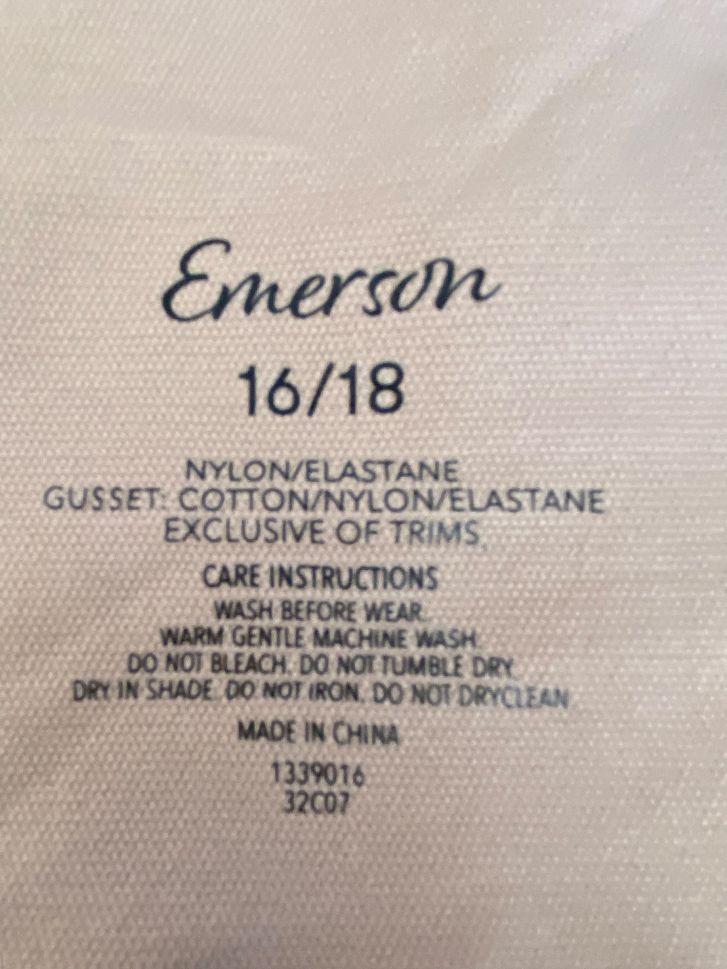 Emerson
16/18
NYLON/ELASTANE
GUSSET: COTTON/NYLON/ELASTANE
EXCLUSIVE OF TRIMS.
CARE INSTRUCTIONS
WASH BEFORE WEAR.
WARM GENTLE MACHINE WASH.
DO NOT BLEACH. DO NOT TUMBLE DRY.
DRY IN SHADE. DO NOT IRON. DO NOT DRYCLEAN.
MADE IN CHINA
1339016
32C07